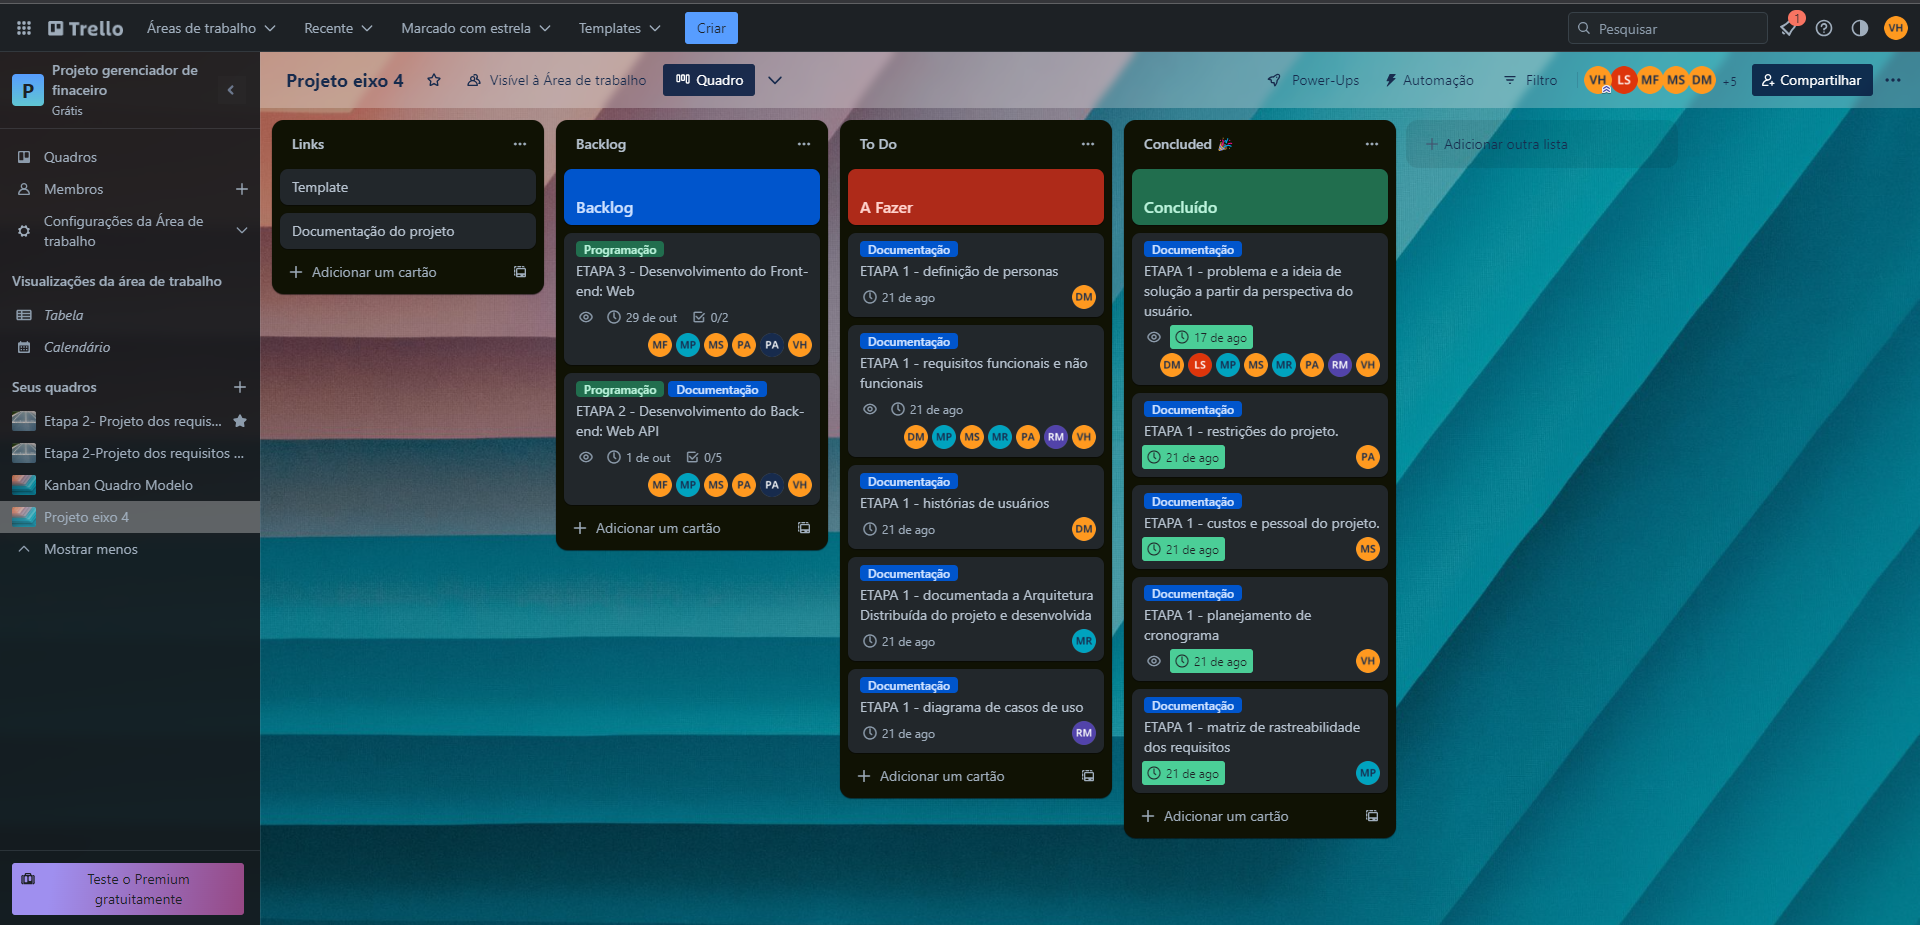 Trello
Áreas de trabalho
Recente
Marcado com estrela
Templates
Criar
Pesquisar
1
VH
P
Projeto gerenciador de
finaceiro
Grátis
Quadros
Membros
Configurações da Área de
trabalho
Visualizações da área de trabalho
Tabela
Calendário
Seus quadros
Etapa 2- Projeto dos requis...
Etapa 2-Projeto dos requisitos ...
Kanban Quadro Modelo
Projeto eixo 4
Mostrar menos
Teste o Premium
gratuitamente
Projeto eixo 4
Visível à Área de trabalho
Quadro
Power-Ups
Automação
Filtro
VH LS MF MS DM +5
Compartilhar
Links
Template
Documentação do projeto
Adicionar um cartão
Backlog
Backlog
Programação
ETAPA 3 - Desenvolvimento do Front-
end: Web
29 de out 0/2
MF MP MS PA PA VH
Programação Documentação
ETAPA 2 - Desenvolvimento do Back-
end: Web API
1 de out 0/5
MF MP MS PA PA VH
Adicionar um cartão
To Do
A Fazer
Documentação
ETAPA 1 - definição de personas
21 de ago
DM
Documentação
ETAPA 1 - requisitos funcionais e não
funcionais
21 de ago
DM MP MS MR PA RM VH
Documentação
ETAPA 1 - histórias de usuários
21 de ago
DM
Documentação
ETAPA 1 - documentada a Arquitetura
Distribuída do projeto e desenvolvida
21 de ago
MR
Documentação
ETAPA 1 - diagrama de casos de uso
21 de ago
RM
Adicionar um cartão
Concluded 🎉
Concluído
Documentação
ETAPA 1 - problema e a ideia de
solução a partir da perspectiva do
usuário.
17 de ago
DM LS MP MS MR PA RM VH
Documentação
ETAPA 1 - restrições do projeto.
21 de ago
PA
Documentação
ETAPA 1 - custos e pessoal do projeto.
21 de ago
MS
Documentação
ETAPA 1 - planejamento de
cronograma
21 de ago
VH
Documentação
ETAPA 1 - matriz de rastreabilidade
dos requisitos
21 de ago
MP
Adicionar um cartão
Adicionar outra lista